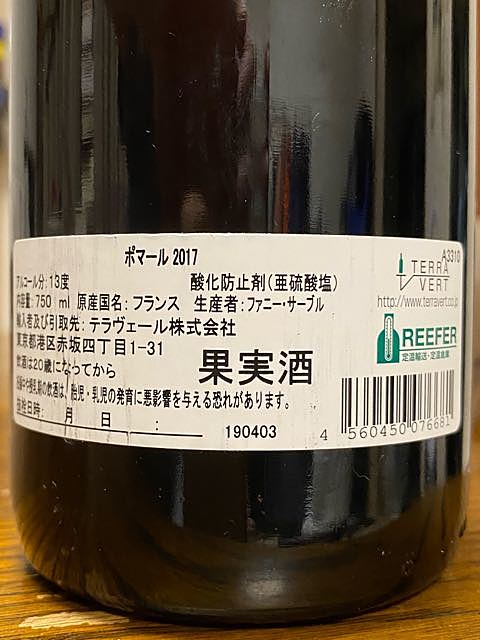 ポマール 2017
アルコール分: 13度 酸化防止剤(亜硫酸塩)
内容量: 750 ml 原産国名: フランス 生産者: ファニー・サーブル
輸入者及び引取先: テラヴェール株式会社
東京都港区赤坂四丁目1-31
飲酒は20歳になってから
果実酒
妊娠中や授乳期の飲酒は、胎児・乳児の発育に悪影響を与える恐れがあります。
抜栓日時: 月 日 :
190403
A3310
TERRA
VERT
http://www.terravert.co.jp
REEFER
定温輸送・定温倉庫
4 560450 076681